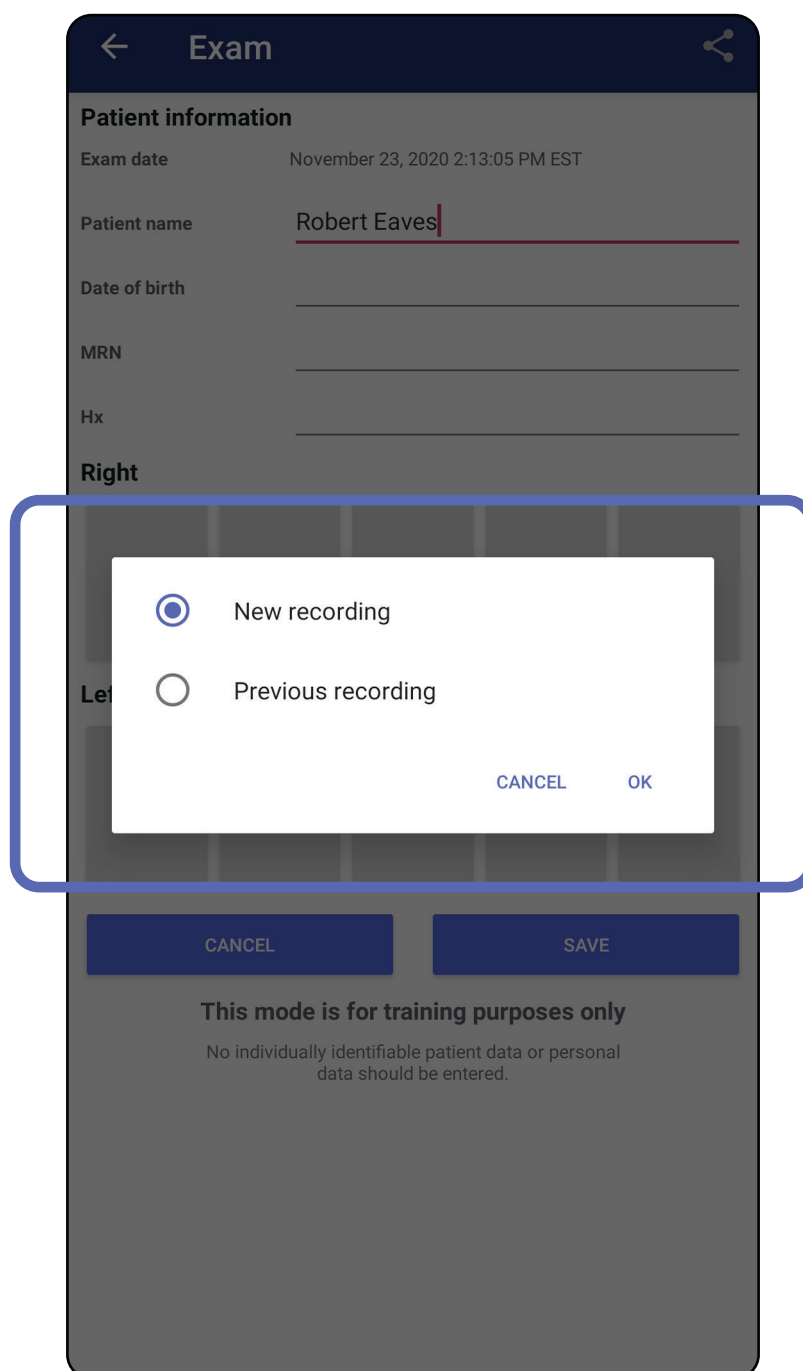 Exam
Patient information
Exam date November 23, 2020 2:13:05 PM EST
Patient name Robert Eaves
Date of birth
MRN
Hx
Right
New recording
Lef
Previous recording
CANCEL OK
CANCEL SAVE
This mode is for training purposes only
No individually identifiable patient data or personal
data should be entered.